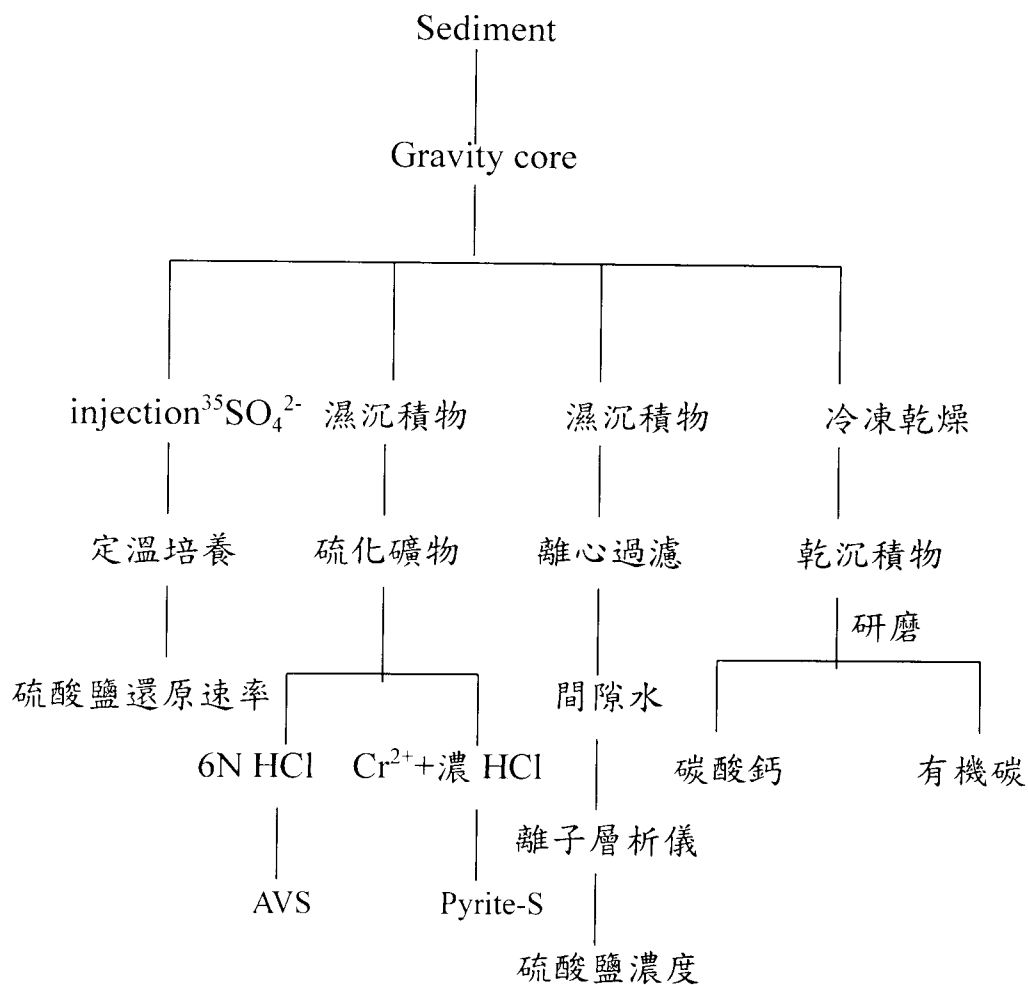 Sediment
Gravity core
injection³⁵SO₄²⁻ 濕沉積物 濕沉積物 冷凍乾燥
定溫培養 硫化礦物 離心過濾 乾沉積物
研磨
硫酸鹽還原速率 間隙水
6N HCl Cr²⁺+濃 HCl 碳酸鈣 有機碳
離子層析儀
AVS Pyrite-S
硫酸鹽濃度